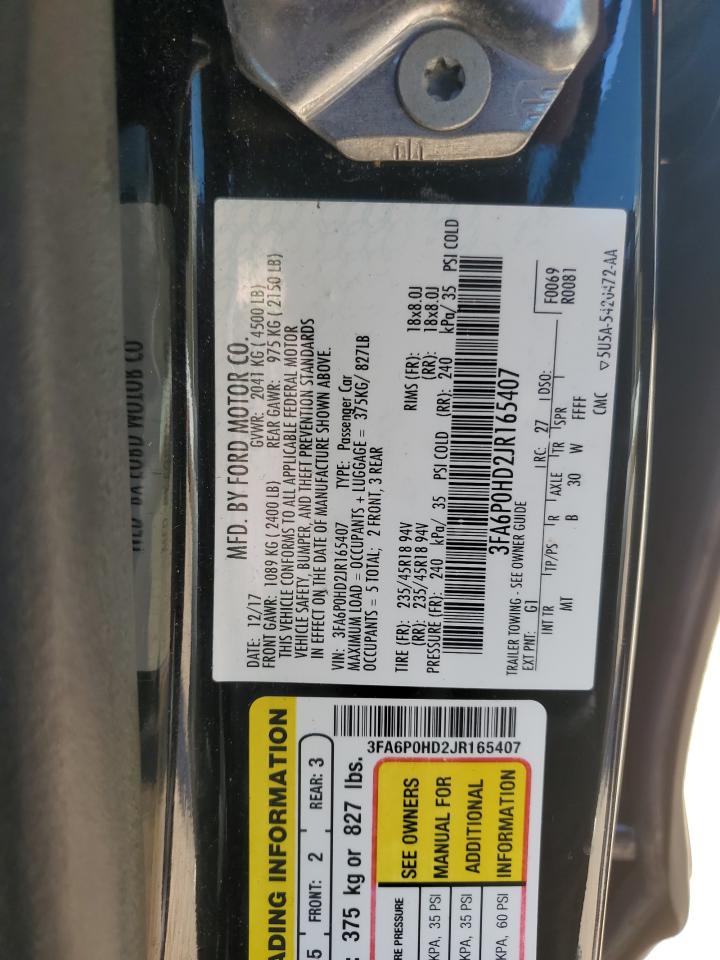 MFD. BY FORD MOTOR CO.
DATE: 12/17 GVWR: 2041 KG ( 4500 LB)
FRONT GAWR: 1089 KG ( 2400 LB) REAR GAWR: 975 KG ( 2150 LB)
THIS VEHICLE CONFORMS TO ALL APPLICABLE FEDERAL MOTOR
VEHICLE SAFETY, BUMPER, AND THEFT PREVENTION STANDARDS
IN EFFECT ON THE DATE OF MANUFACTURE SHOWN ABOVE.
VIN: 3FA6P0HD2JR165407 TYPE: Passenger Car
MAXIMUM LOAD = OCCUPANTS + LUGGAGE = 375KG/ 827LB
OCCUPANTS = 5 TOTAL; 2 FRONT, 3 REAR
TIRE (FR): 235/45R18 94V RIMS (FR): 18x8.0J
(RR): 235/45R18 94V (RR): 18x8.0J
PRESSURE (FR): 240 kPa/ 35 PSI COLD (RR): 240 kPa/ 35 PSI COLD
3FA6P0HD2JR165407
TRAILER TOWING - SEE OWNER GUIDE
EXT PNT: G1 RC: 27 DSO: F0069
R0081
INT TR TP/PS R AXLE TR SPR
MT B 30 W FFFF
CMC
5U5A-5420472-AA
ADING INFORMATION
5 FRONT: 2 REAR: 3
: 375 kg or 827 lbs.
3FA6P0HD2JR165407
SEE OWNERS
MANUAL FOR
ADDITIONAL
INFORMATION
RE PRESSURE
KPA, 35 PSI
KPA, 35 PSI
KPA, 60 PSI